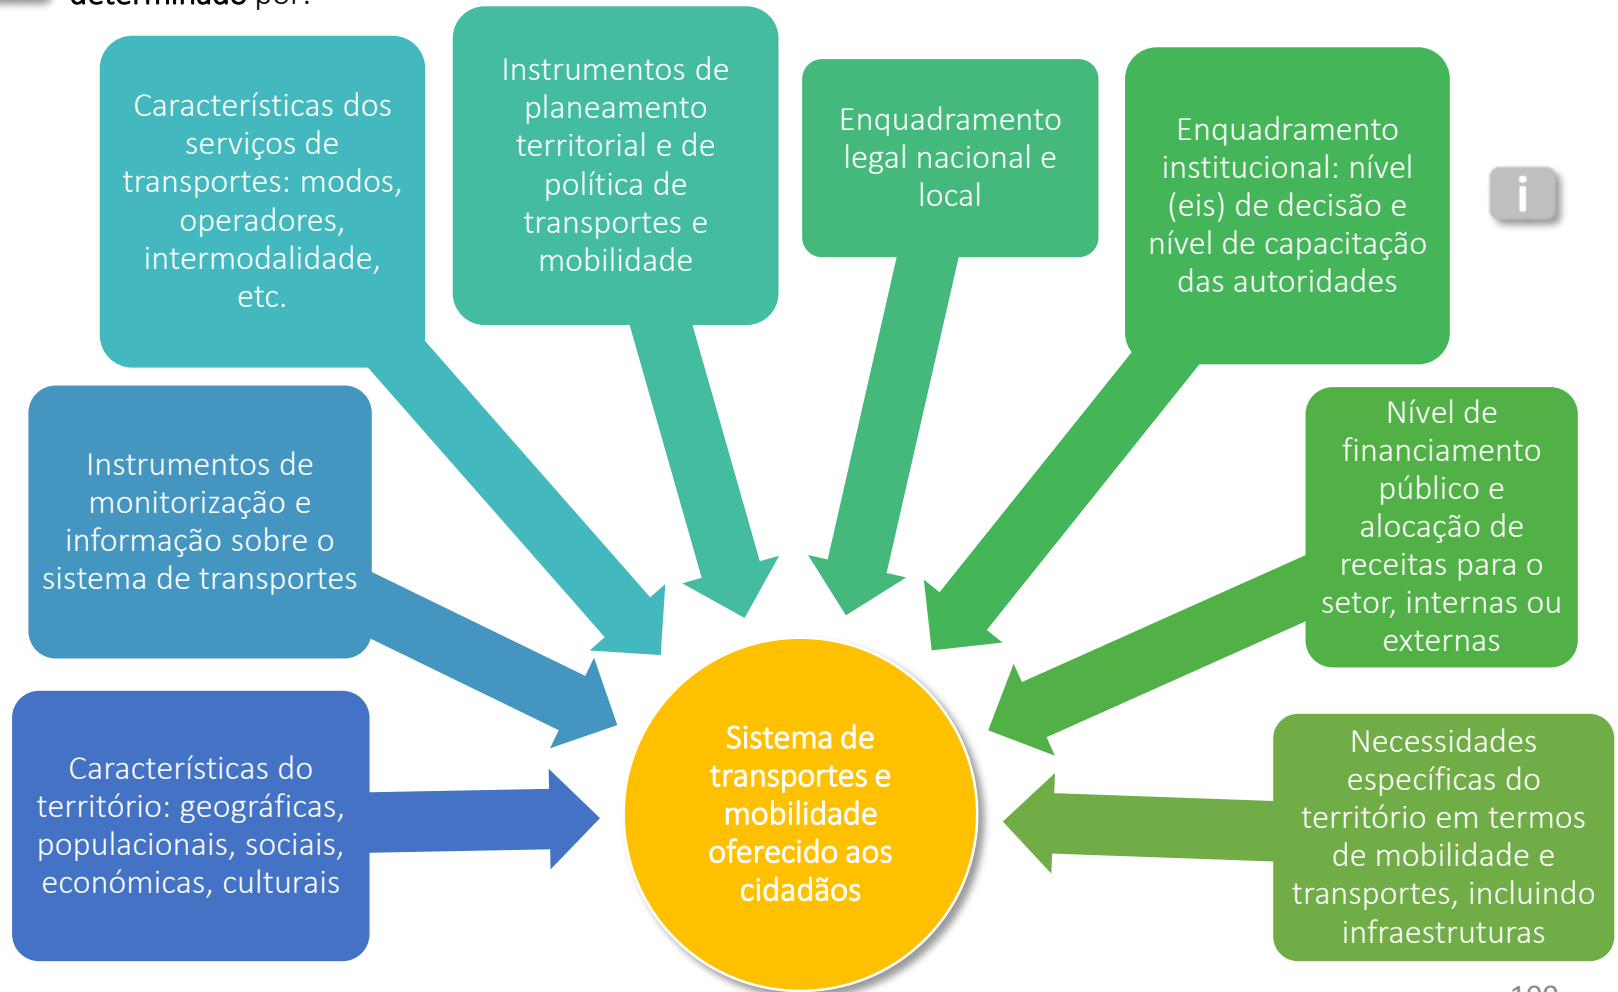 determinado por:
Características dos
serviços de
transportes: modos,
operadores,
intermodalidade,
etc.
Instrumentos de
planeamento
territorial e de
política de
transportes e
mobilidade
Enquadramento
legal nacional e
local
Enquadramento
institucional: nível
(eis) de decisão e
nível de capacitação
das autoridades
i
Instrumentos de
monitorização e
informação sobre o
sistema de transportes
Nível de
financiamento
público e
alocação de
receitas para o
setor, internas ou
externas
Características do
território: geográficas,
populacionais, sociais,
económicas, culturais
Sistema de
transportes e
mobilidade
oferecido aos
cidadãos
Necessidades
específicas do
território em termos
de mobilidade e
transportes, incluindo
infraestruturas